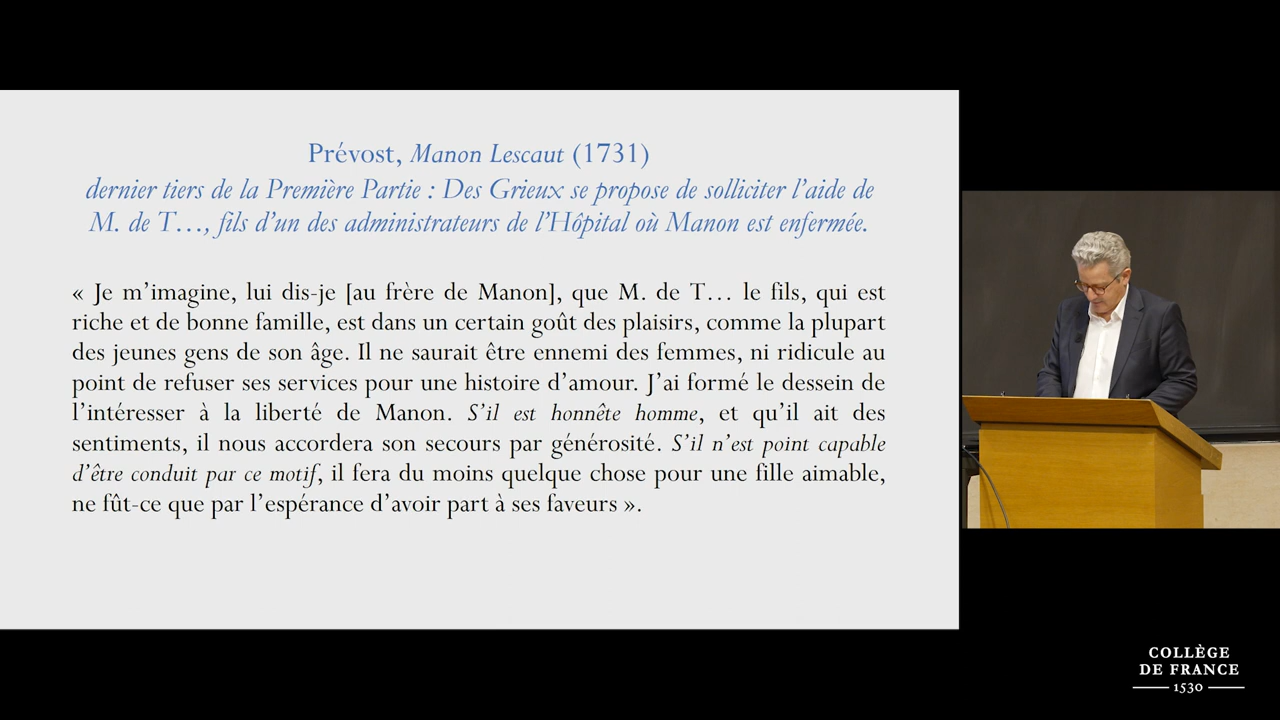 Prévost, Manon Lescaut (1731)
dernier tiers de la Première Partie : Des Grieux se propose de solliciter l’aide de
M. de T…, fils d’un des administrateurs de l’Hôpital où Manon est enfermée.
« Je m’imagine, lui dis-je [au frère de Manon], que M. de T… le fils, qui est
riche et de bonne famille, est dans un certain goût des plaisirs, comme la plupart
des jeunes gens de son âge. Il ne saurait être ennemi des femmes, ni ridicule au
point de refuser ses services pour une histoire d’amour. J’ai formé le dessein de
l’intéresser à la liberté de Manon. S’il est honnête homme, et qu’il ait des
sentiments, il nous accordera son secours par générosité. S’il n’est point capable
d’être conduit par ce motif, il fera du moins quelque chose pour une fille aimable,
ne fût-ce que par l’espérance d’avoir part à ses faveurs ».
COLLÈGE
DE FRANCE
1530